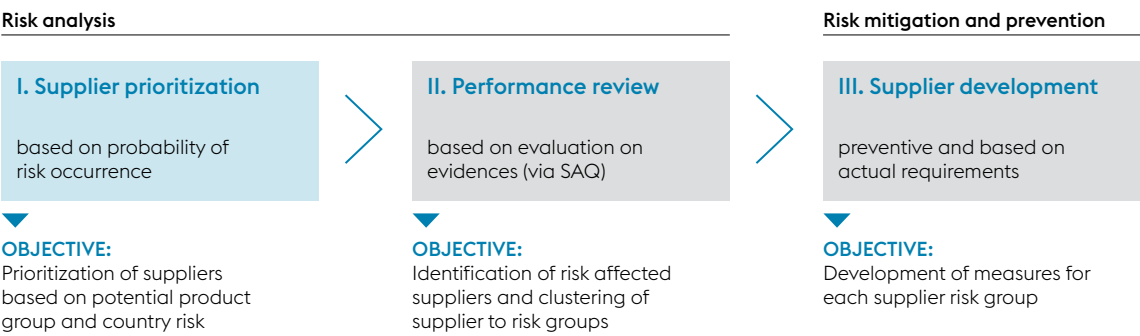 Risk analysis
Risk mitigation and prevention
I. Supplier prioritization
based on probability of
risk occurrence
II. Performance review
based on evaluation on
evidences (via SAQ)
III. Supplier development
preventive and based on
actual requirements
OBJECTIVE:
Prioritization of suppliers
based on potential product
group and country risk
OBJECTIVE:
Identification of risk affected
suppliers and clustering of
supplier to risk groups
OBJECTIVE:
Development of measures for
each supplier risk group